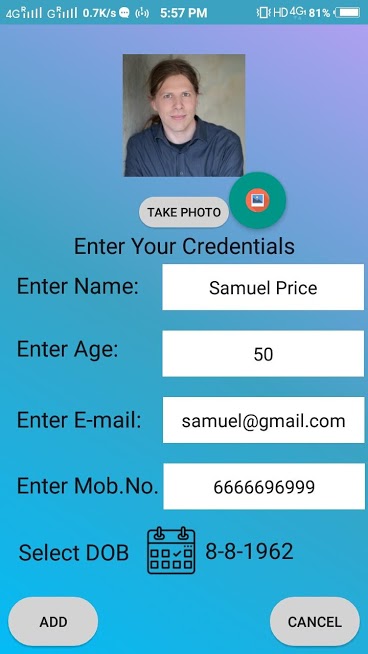 4G R G R 0.7K/s 5:57 PM HD 4G 81%
TAKE PHOTO
Enter Your Credentials
Enter Name: Samuel Price
Enter Age: 50
Enter E-mail: samuel@gmail.com
Enter Mob.No. 6666696999
Select DOB 8-8-1962
ADD CANCEL